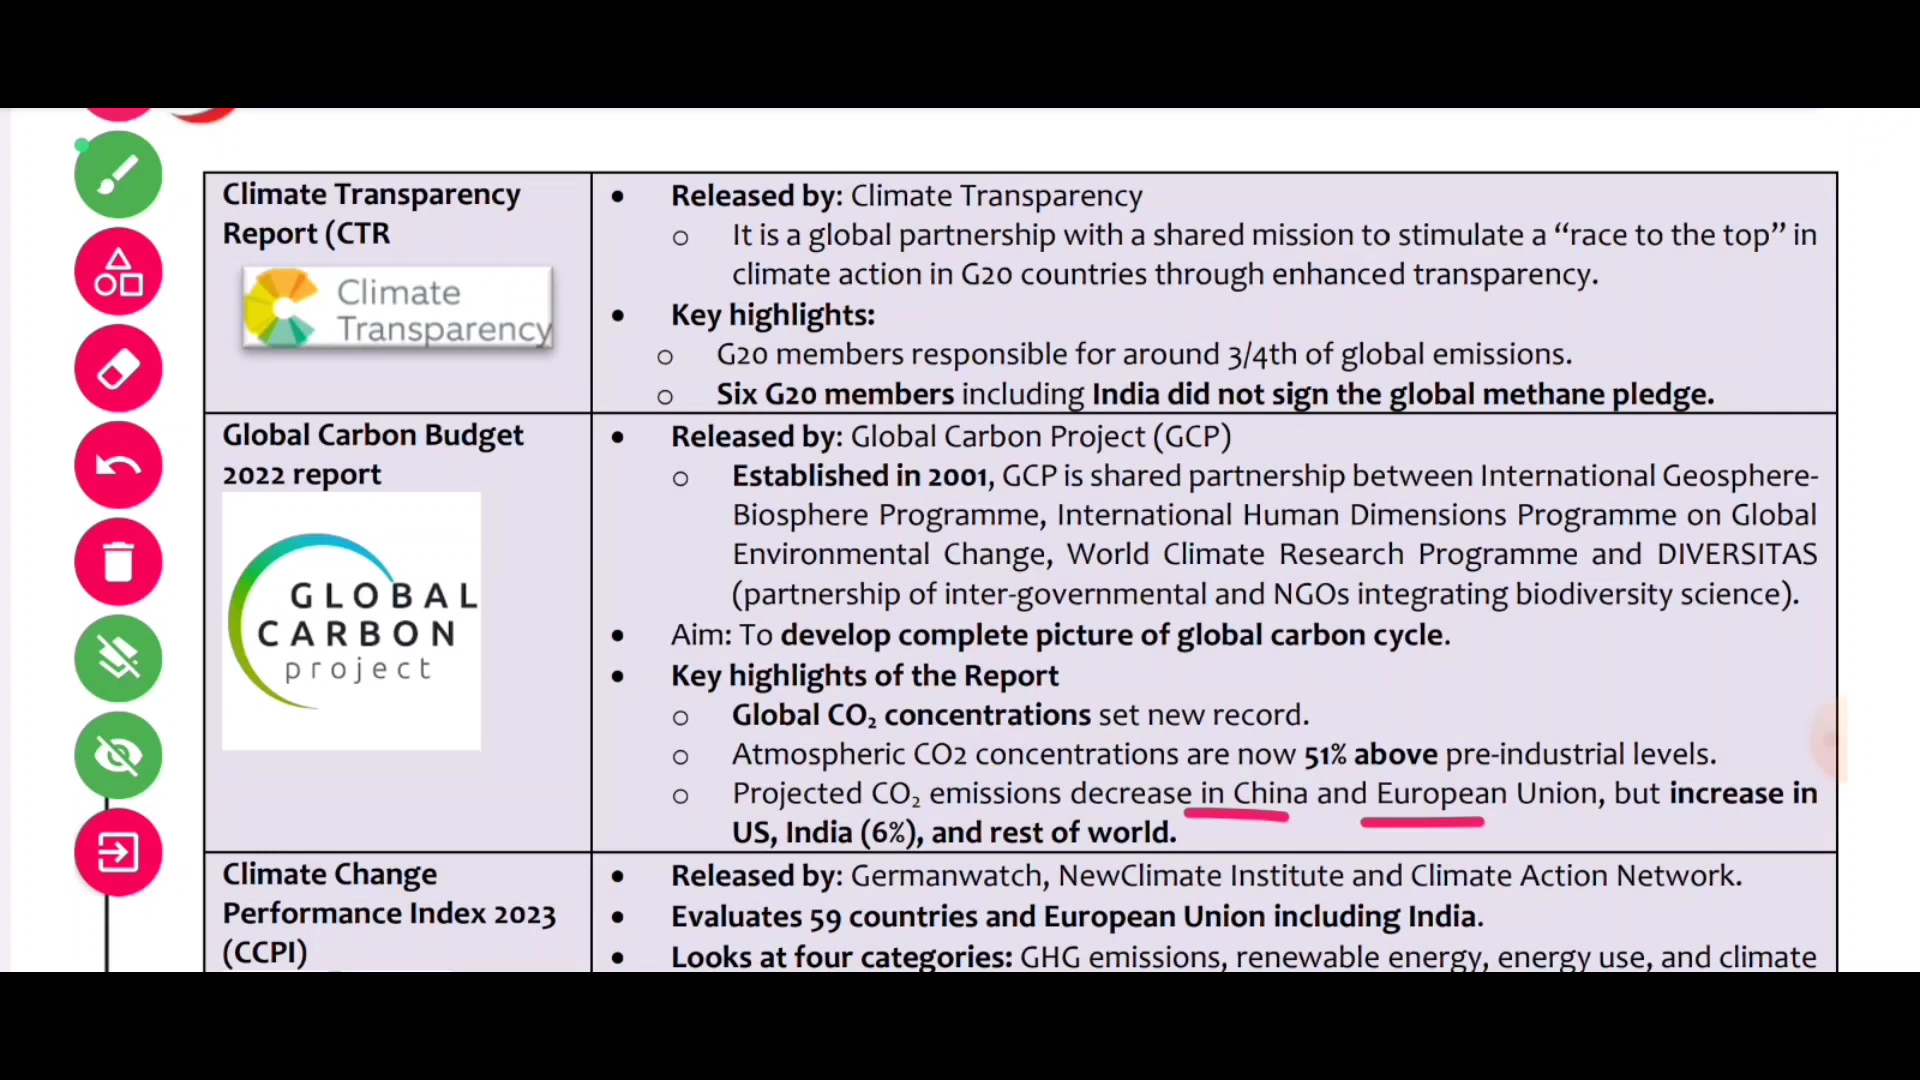 Climate Transparency
Report (CTR
Climate
Transparency
• Released by: Climate Transparency
o It is a global partnership with a shared mission to stimulate a “race to the top” in
climate action in G20 countries through enhanced transparency.
• Key highlights:
o G20 members responsible for around 3/4th of global emissions.
o Six G20 members including India did not sign the global methane pledge.
Global Carbon Budget
2022 report
GLOBAL
CARBON
project
• Released by: Global Carbon Project (GCP)
o Established in 2001, GCP is shared partnership between International Geosphere-
Biosphere Programme, International Human Dimensions Programme on Global
Environmental Change, World Climate Research Programme and DIVERSITAS
(partnership of inter-governmental and NGOs integrating biodiversity science).
• Aim: To develop complete picture of global carbon cycle.
• Key highlights of the Report
o Global CO₂ concentrations set new record.
o Atmospheric CO2 concentrations are now 51% above pre-industrial levels.
o Projected CO₂ emissions decrease in China and European Union, but increase in
US, India (6%), and rest of world.
Climate Change
Performance Index 2023
(CCPI)
• Released by: Germanwatch, NewClimate Institute and Climate Action Network.
• Evaluates 59 countries and European Union including India.
• Looks at four categories: GHG emissions, renewable energy, energy use, and climate